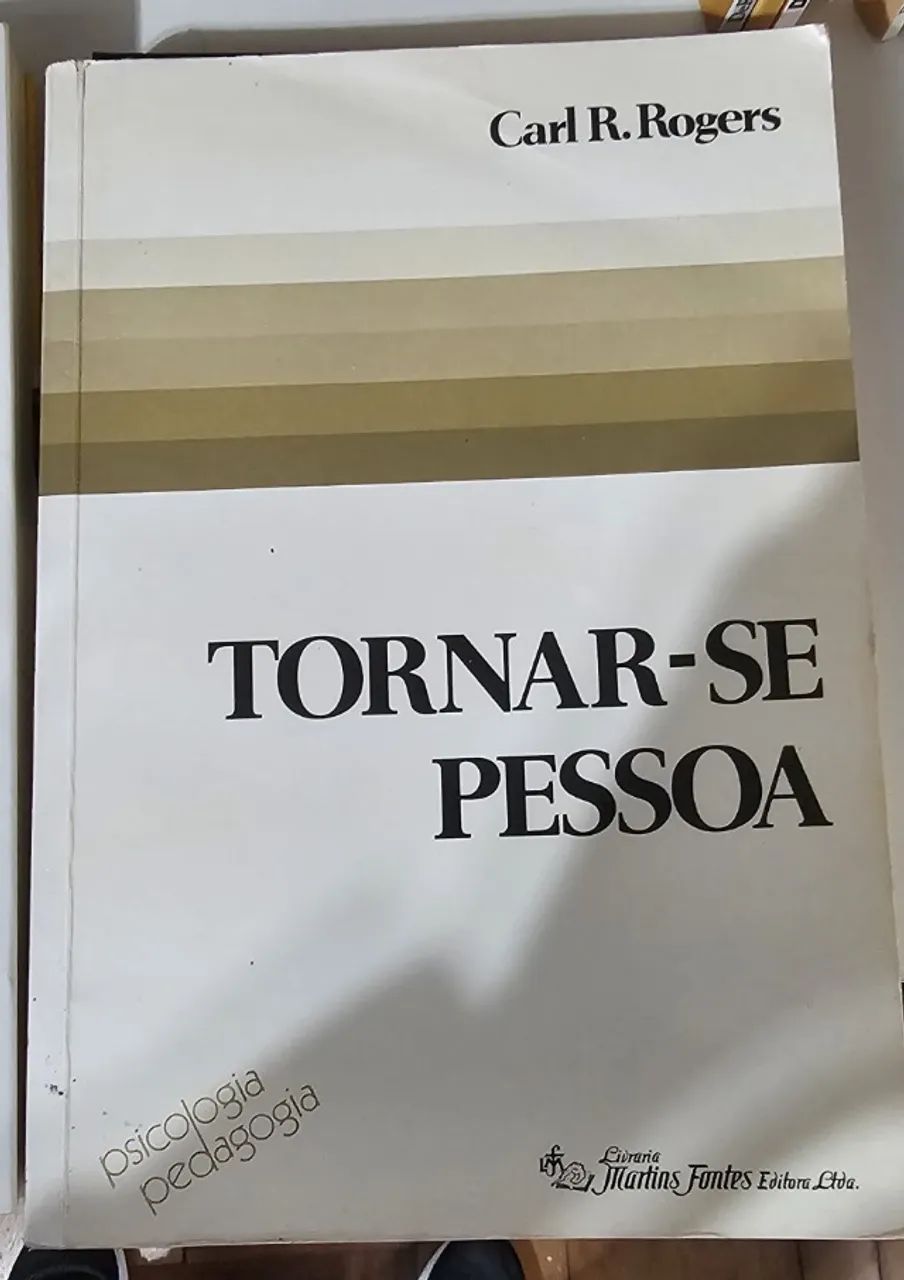 Carl R. Rogers
TORNAR-SE
PESSOA
psicologia
pedagogia
Livraria
Martins Fontes Editora Ltda.